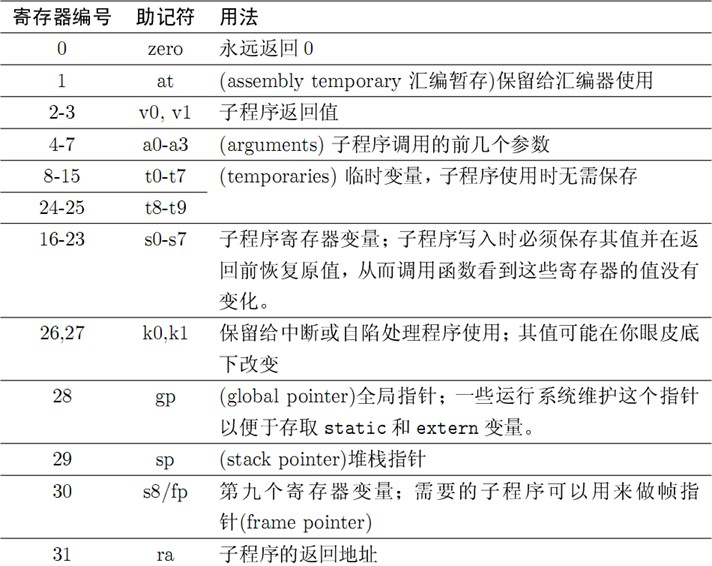 寄存器编号 助记符 用法
0 zero 永远返回0
1 at (assembly temporary 汇编暂存)保留给汇编器使用
2-3 v0, v1 子程序返回值
4-7 a0-a3 (arguments) 子程序调用的前几个参数
8-15 t0-t7 (temporaries) 临时变量，子程序使用时无需保存
24-25 t8-t9
16-23 s0-s7 子程序寄存器变量；子程序写入时必须保存其值并在返
回前恢复原值，从而调用函数看到这些寄存器的值没有
变化。
26,27 k0,k1 保留给中断或自陷处理程序使用；其值可能在你眼皮底
下改变
28 gp (global pointer)全局指针；一些运行系统维护这个指针
以便于存取 static 和 extern 变量。
29 sp (stack pointer)堆栈指针
30 s8/fp 第九个寄存器变量；需要的子程序可以用来做帧指
针(frame pointer)
31 ra 子程序的返回地址